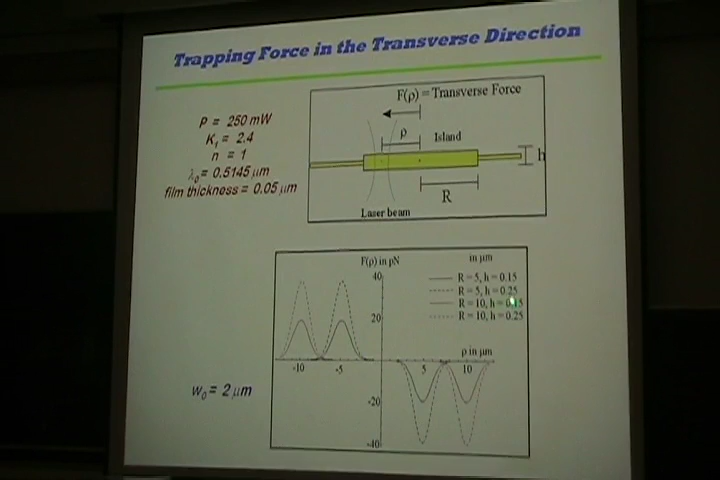 Trapping Force in the Transverse Direction
P = 250 mW
K₁ = 2.4
n = 1
λ₀ = 0.5145 μm
film thickness = 0.05 μm
F(ρ) = Transverse Force
ρ
Island
h
R
Laser beam
F(ρ) in pN
in μm
R = 5, h = 0.15
R = 5, h = 0.25
R = 10, h = 0.15
R = 10, h = 0.25
40
20
ρ in μm
-10 -5 5 10
-20
-40
w₀ = 2 μm